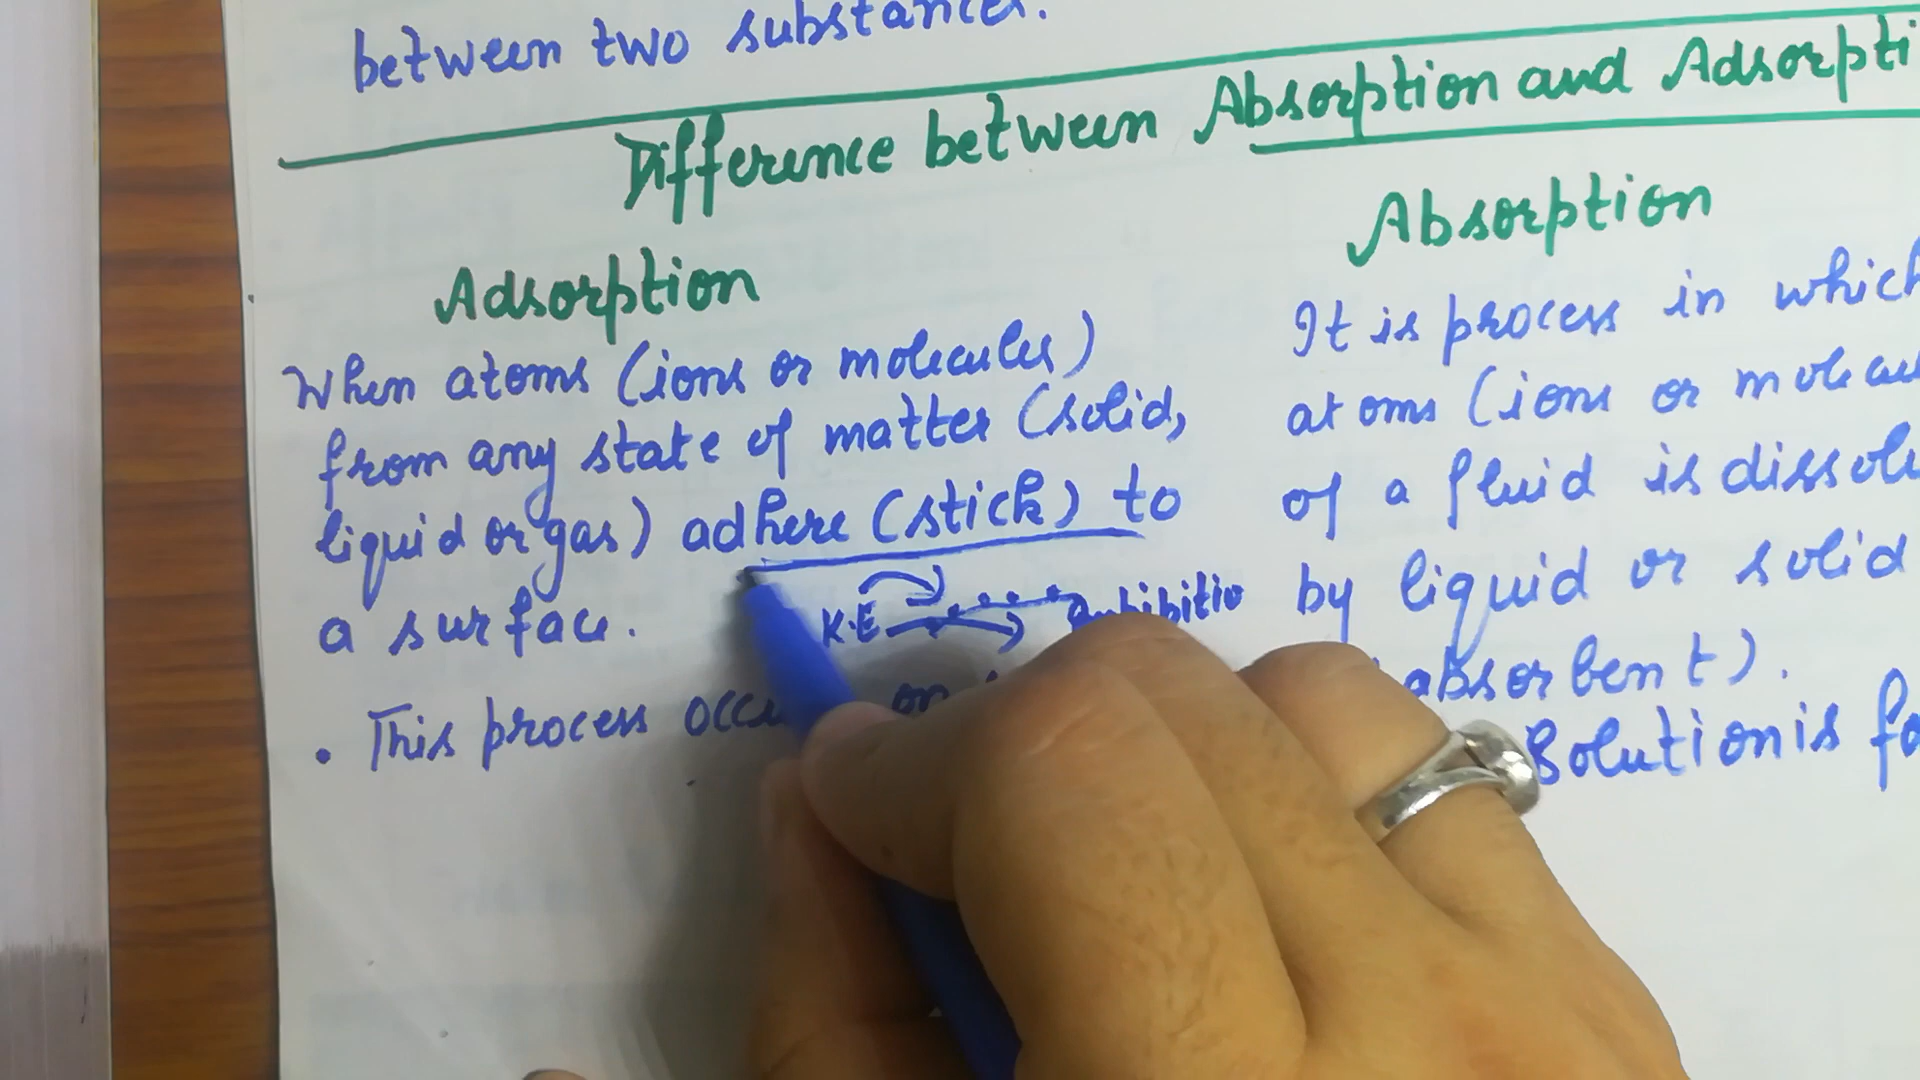 between two substances.
Difference between Absorption and Adsorpti
Adsorption
When atoms (ions or molecules)
from any state of matter (solid,
liquid or gas) adhere (stick) to
a surface.
K.E
• This process on
Absorption
It is process in which
atoms (ions or molecu
of a fluid is dissolv
by liquid or solid
absorbent).
Solution is fo